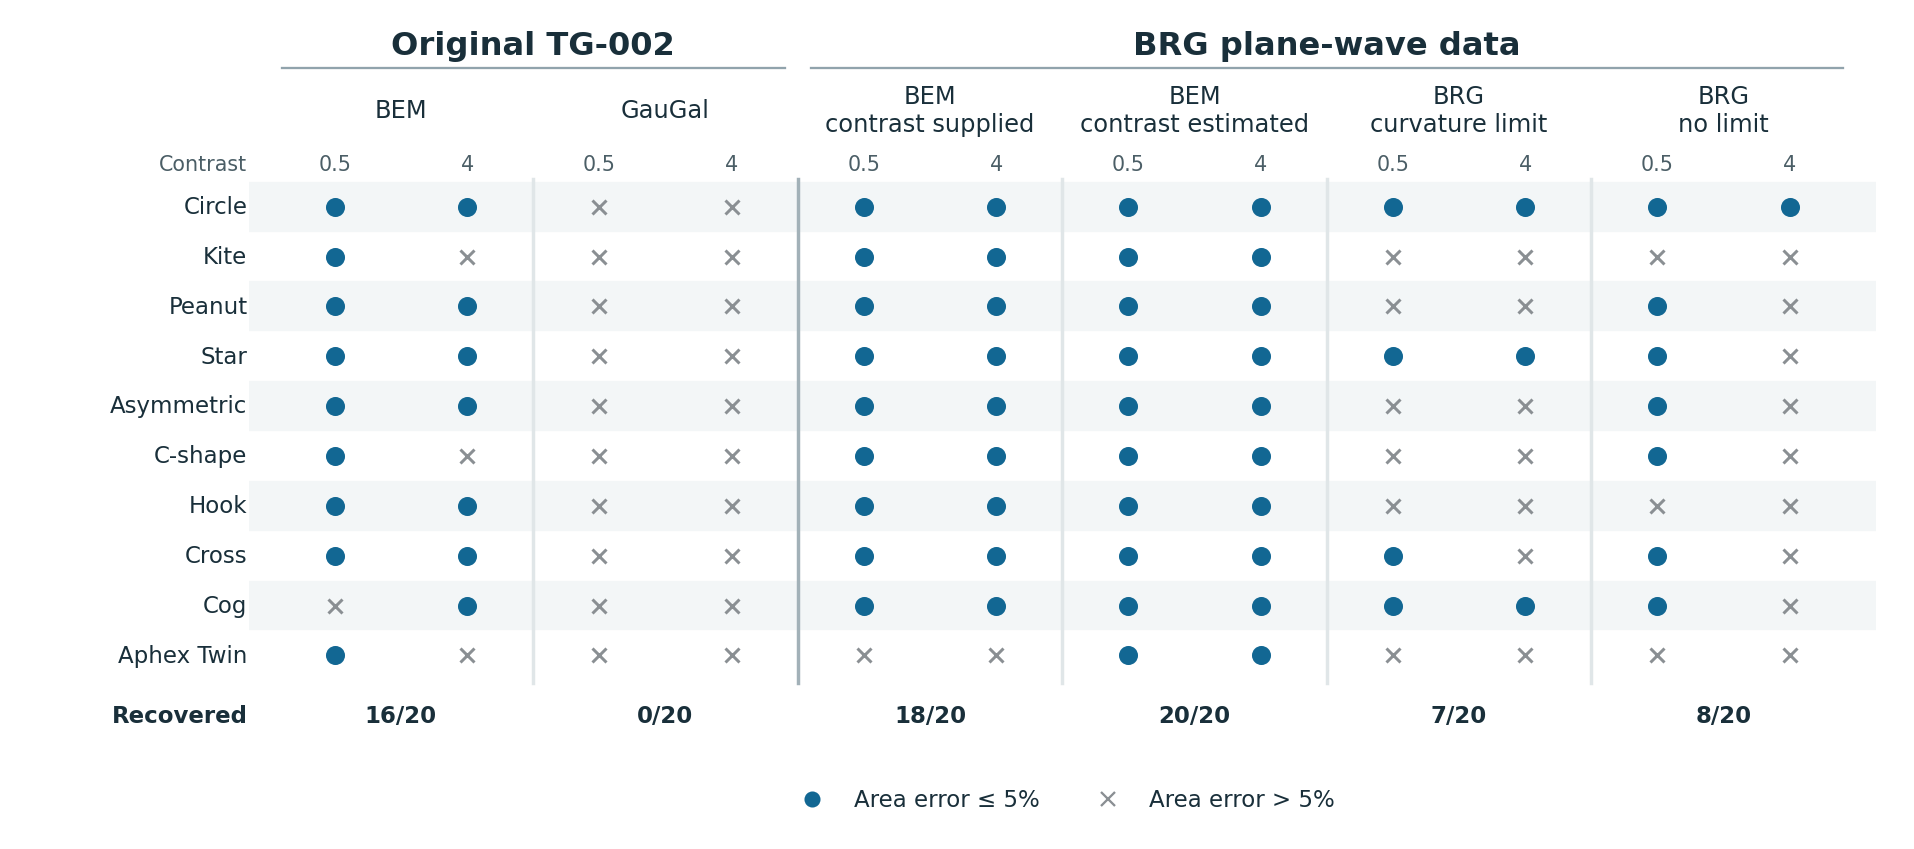 Original TG-002 BRG plane-wave data
BEM GauGal BEM contrast supplied BEM contrast estimated BRG curvature limit BRG no limit
Contrast 0.5 4 0.5 4 0.5 4 0.5 4 0.5 4 0.5 4
Circle
Kite
Peanut
Star
Asymmetric
C-shape
Hook
Cross
Cog
Aphex Twin
Recovered 16/20 0/20 18/20 20/20 7/20 8/20
Area error ≤ 5% Area error > 5%